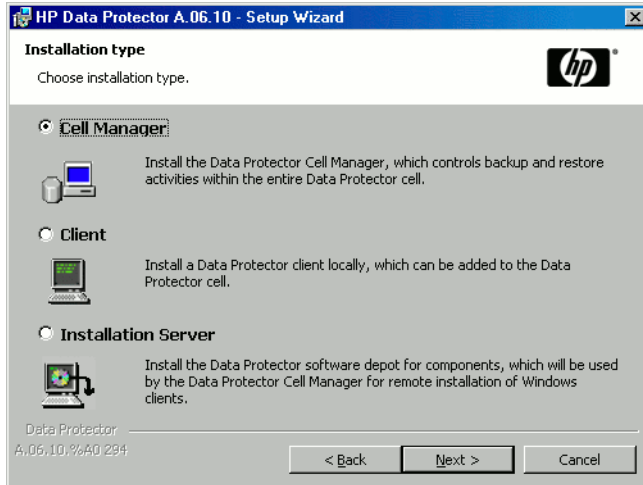 HP Data Protector A.06.10 - Setup Wizard
Installation type
Choose installation type.
hp
Cell Manager
Install the Data Protector Cell Manager, which controls backup and restore
activities within the entire Data Protector cell.
Client
Install a Data Protector client locally, which can be added to the Data
Protector cell.
Installation Server
Install the Data Protector software depot for components, which will be used
by the Data Protector Cell Manager for remote installation of Windows
clients.
Data Protector
A.06.10.%A0 294
< Back
Next >
Cancel